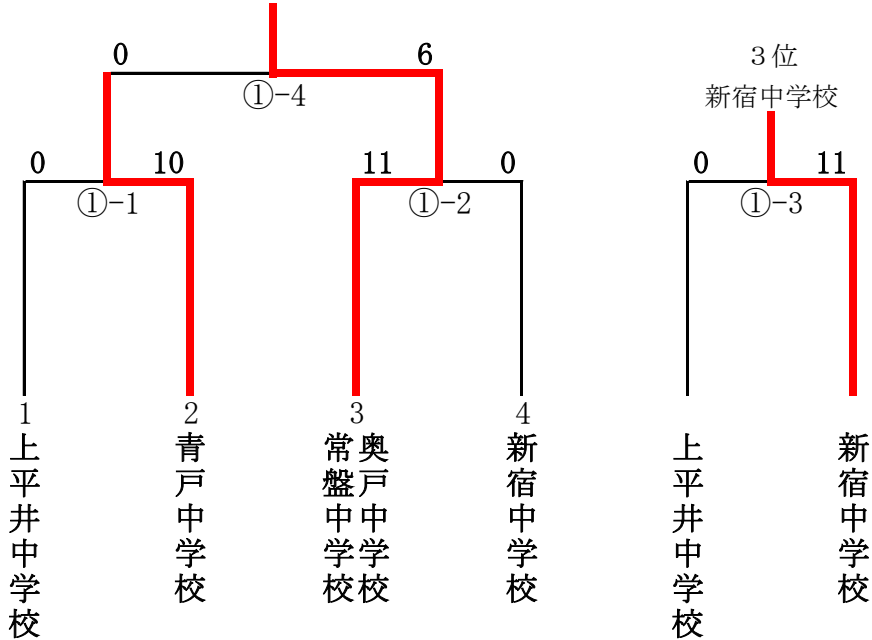 0
6
①-4
0
10
①-1
11
0
①-2
3位
新宿中学校
0
11
①-3
1
上平井中学校
2
青戸中学校
3
奥戸中学校
常盤中学校
4
新宿中学校
上平井中学校
新宿中学校